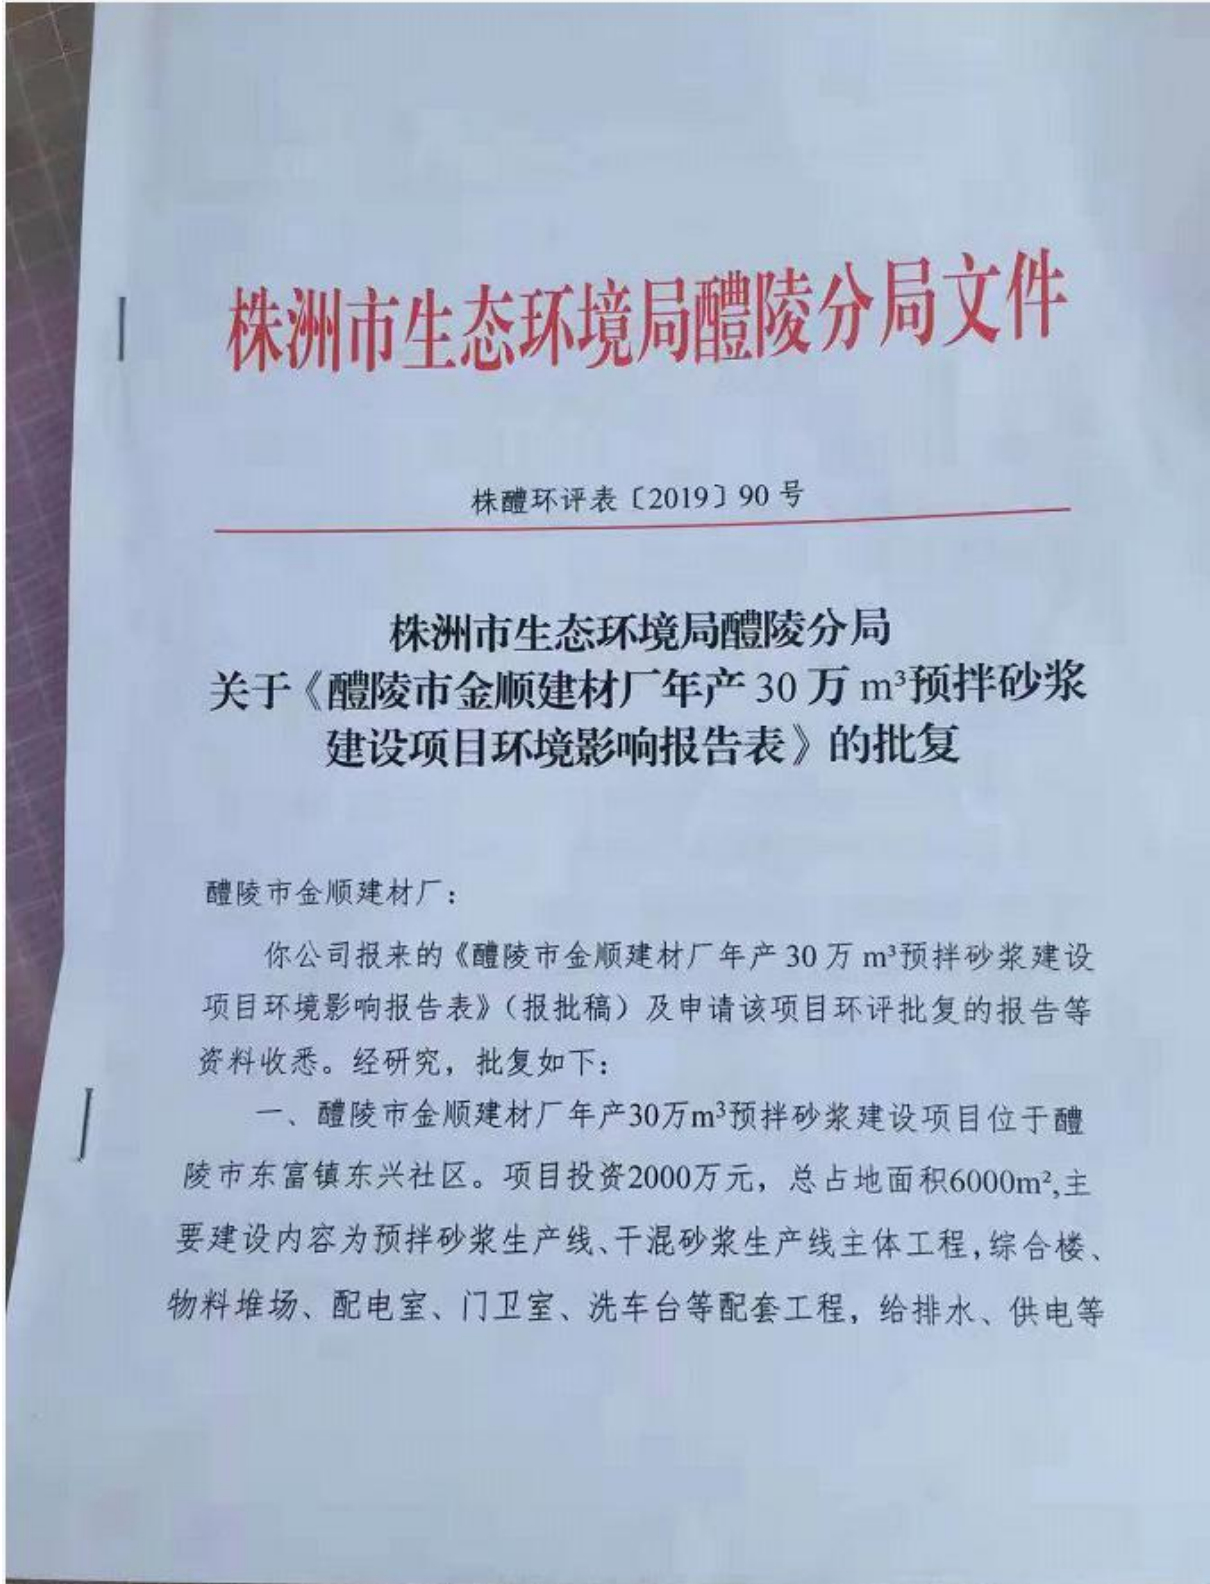 株洲市生态环境局醴陵分局文件
株醴环评表〔2019〕90 号
株洲市生态环境局醴陵分局
关于《醴陵市金顺建材厂年产 30 万 m³预拌砂浆
建设项目环境影响报告表》的批复
醴陵市金顺建材厂：
你公司报来的《醴陵市金顺建材厂年产 30 万 m³预拌砂浆建设
项目环境影响报告表》（报批稿）及申请该项目环评批复的报告等
资料收悉。经研究，批复如下：
一、醴陵市金顺建材厂年产30万m³预拌砂浆建设项目位于醴
陵市东富镇东兴社区。项目投资2000万元，总占地面积6000m²,主
要建设内容为预拌砂浆生产线、干混砂浆生产线主体工程,综合楼、
物料堆场、配电室、门卫室、洗车台等配套工程，给排水、供电等